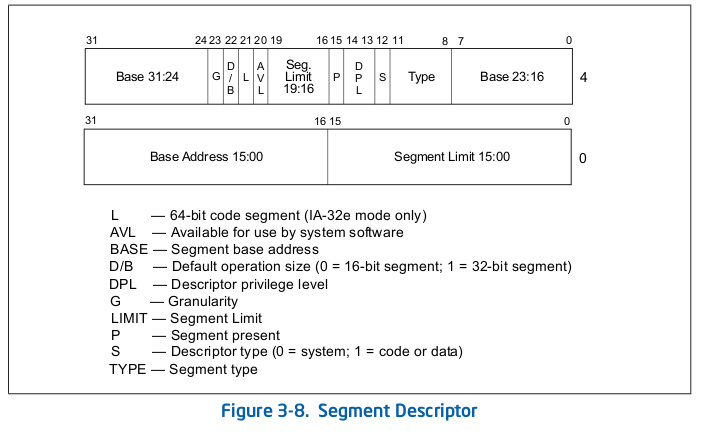 31 24 23 22 21 20 19 16 15 14 13 12 11 8 7 0
Base 31:24 G D/B L AVL Seg. Limit 19:16 P DPL S Type Base 23:16 4
31 16 15 0
Base Address 15:00 Segment Limit 15:00 0
L — 64-bit code segment (IA-32e mode only)
AVL — Available for use by system software
BASE — Segment base address
D/B — Default operation size (0 = 16-bit segment; 1 = 32-bit segment)
DPL — Descriptor privilege level
G — Granularity
LIMIT — Segment Limit
P — Segment present
S — Descriptor type (0 = system; 1 = code or data)
TYPE — Segment type
Figure 3-8. Segment Descriptor